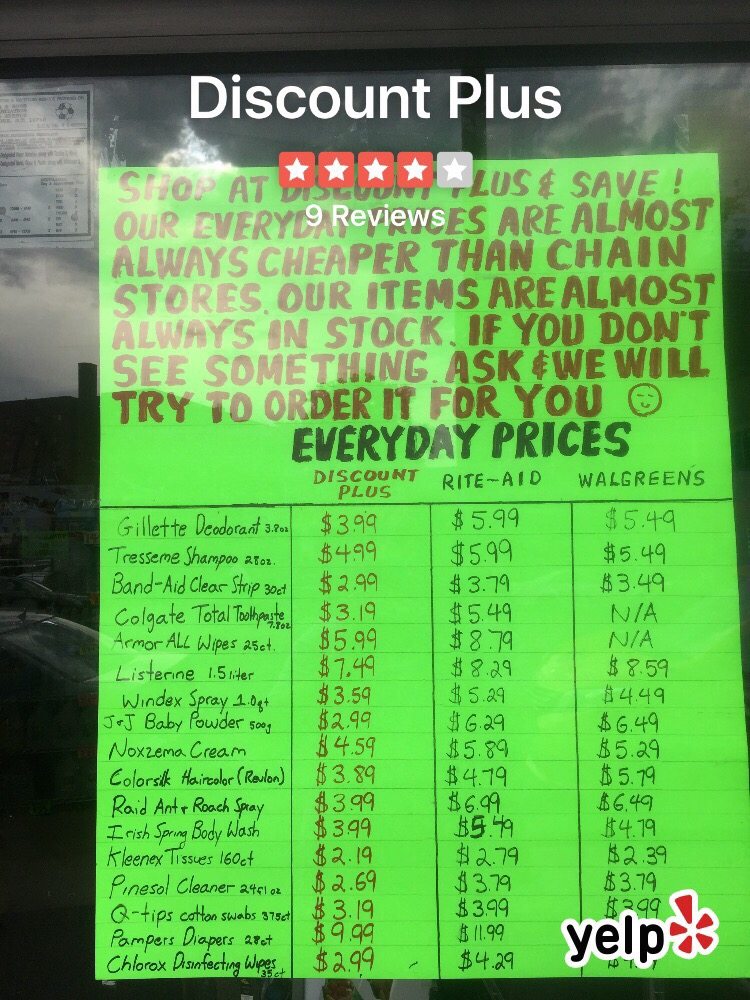 Discount Plus
9 Reviews
SHOP AT DISCOUNT PLUS & SAVE !
OUR EVERYDAY PRICES ARE ALMOST
ALWAYS CHEAPER THAN CHAIN
STORES. OUR ITEMS ARE ALMOST
ALWAYS IN STOCK. IF YOU DON'T
SEE SOMETHING, ASK & WE WILL
TRY TO ORDER IT FOR YOU
EVERYDAY PRICES
DISCOUNT PLUS RITE-AID WALGREENS
Gillette Deodorant 3.8oz $3.99 $5.99 $5.49
Tresseme Shampoo 28oz. $4.99 $5.99 $5.49
Band-Aid Clear Strip 30ct $2.99 $3.79 $3.49
Colgate Total Toothpaste 7.8oz $3.19 $5.49 N/A
Armor ALL Wipes 25ct. $5.99 $8.79 N/A
Listerine 1.5 liter $7.49 $8.29 $8.59
Windex Spray 1.0qt $3.59 $5.29 $4.49
J&J Baby Powder 500g $2.99 $6.29 $6.49
Noxzema Cream $4.59 $5.89 $5.29
Colorsilk Haircolor (Revlon) $3.89 $4.79 $5.79
Raid Ant & Roach Spray $3.99 $6.99 $6.49
Irish Spring Body Wash $3.99 $5.49 $4.79
Kleenex Tissues 160ct $2.19 $2.79 $2.39
Pinesol Cleaner 24fl oz $2.69 $3.79 $3.79
Q-tips cotton swabs 375ct $3.19 $3.99 $3.99
Pampers Diapers 28ct $9.99 $11.99
Chlorox Disinfecting Wipes 35ct $2.99 $4.29
yelp